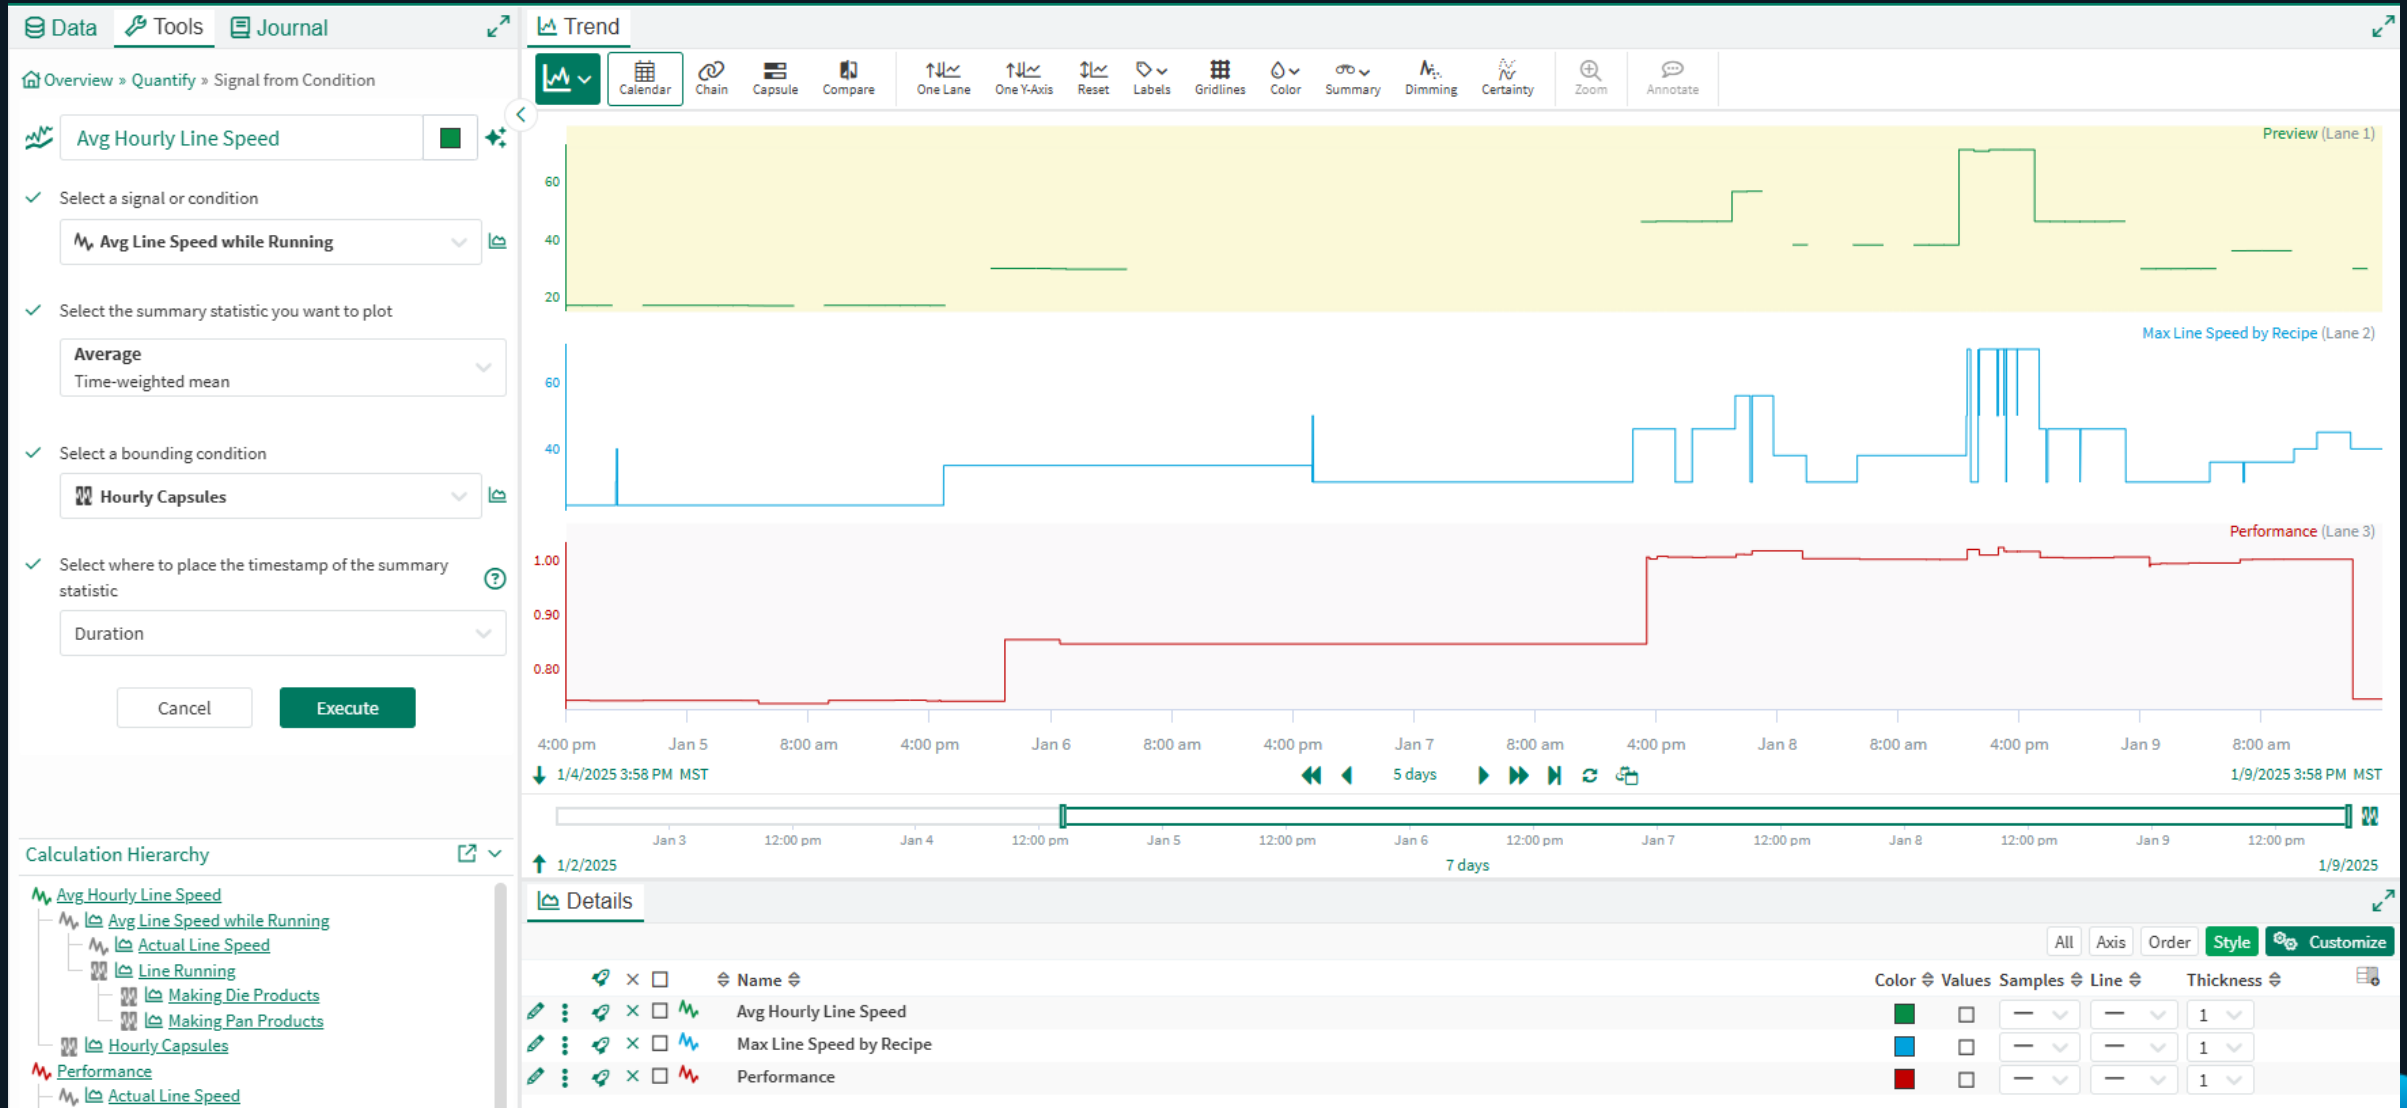 Data
Tools
Journal
Overview » Quantify » Signal from Condition
Avg Hourly Line Speed
Select a signal or condition
Avg Line Speed while Running
Select the summary statistic you want to plot
Average
Time-weighted mean
Select a bounding condition
Hourly Capsules
Select where to place the timestamp of the summary
statistic
?
Duration
Cancel
Execute
Calculation Hierarchy
Avg Hourly Line Speed
Avg Line Speed while Running
Actual Line Speed
Line Running
Making Die Products
Making Pan Products
Hourly Capsules
Performance
Actual Line Speed
Trend
Calendar
Chain
Capsule
Compare
One Lane
One Y-Axis
Reset
Labels
Gridlines
Color
Summary
Dimming
Certainty
Zoom
Annotate
Preview (Lane 1)
60
40
20
Max Line Speed by Recipe (Lane 2)
60
40
Performance (Lane 3)
1.00
0.90
0.80
4:00 pm Jan 5 8:00 am 4:00 pm Jan 6 8:00 am 4:00 pm Jan 7 8:00 am 4:00 pm Jan 8 8:00 am 4:00 pm Jan 9 8:00 am
1/4/2025 3:58 PM MST
5 days
1/9/2025 3:58 PM MST
Jan 3 12:00 pm Jan 4 12:00 pm Jan 5 12:00 pm Jan 6 12:00 pm Jan 7 12:00 pm Jan 8 12:00 pm Jan 9 12:00 pm
1/2/2025
7 days
1/9/2025
Details
All Axis Order Style Customize
Name Color Values Samples Line Thickness
Avg Hourly Line Speed 1
Max Line Speed by Recipe 1
Performance 1